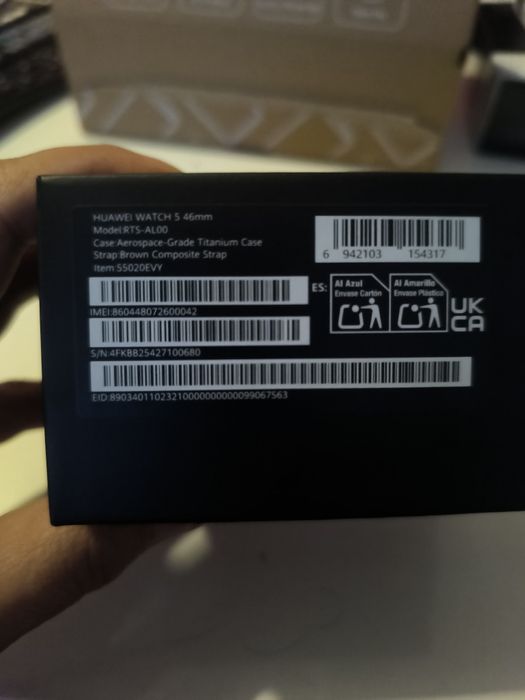 HUAWEI WATCH 5 46mm
Model:RTS-AL00
Case:Aerospace-Grade Titanium Case
Strap:Brown Composite Strap
Item 55020EVY
6 942103 154317
IMEI:860448072600042
S/N:4FKBB25427100680
EID:89034011023210000000000099067563
ES:
Al Azul
Envase Cartón
Al Amarillo
Envase Plástico
UK
CA